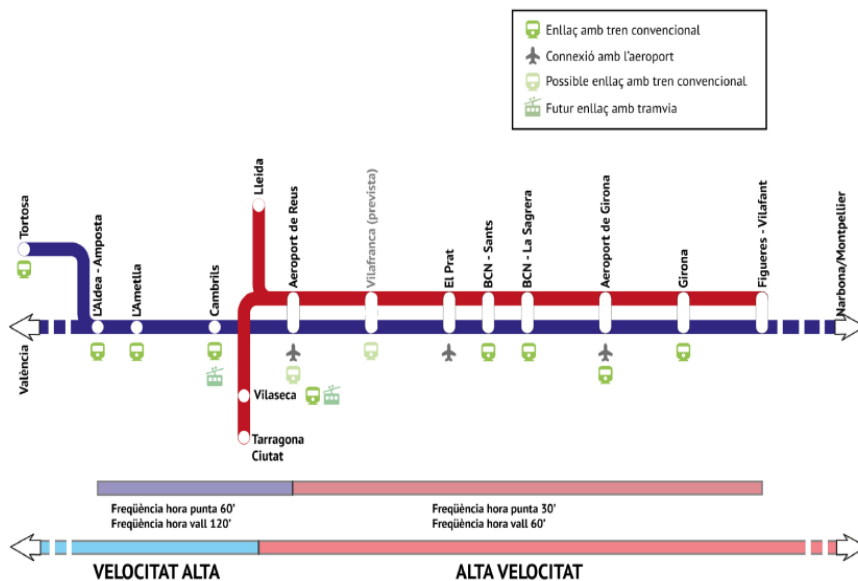 Enllaç amb tren convencional
Connexió amb l'aeroport
Possible enllaç amb tren convencional
Futur enllaç amb tramvia
Tortosa
L'Aldea - Amposta
L'Ametlla
Cambrils
Lleida
Aeroport de Reus
Vilafranca (prevista)
El Prat
BCN - Sants
BCN - La Sagrera
Aeroport de Girona
Girona
Figueres - Vilafant
Narbona/Montpellier
València
Vilaseca
Tarragona
Ciutat
Freqüència hora punta 60'
Freqüència hora vall 120'
Freqüència hora punta 30'
Freqüència hora vall 60'
VELOCITAT ALTA
ALTA VELOCITAT